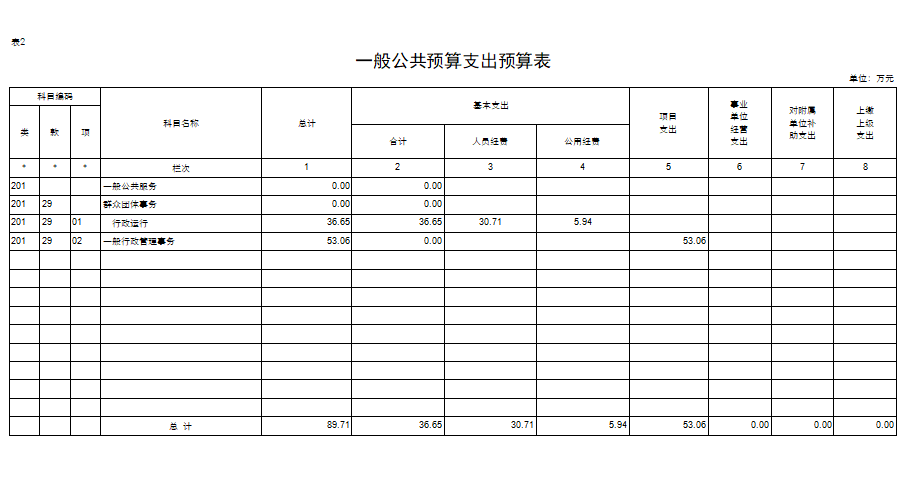 表2
一般公共预算支出预算表
单位：万元
科目编码 科目名称 总计 基本支出 项目支出 事业单位经营支出 对附属单位补助支出 上缴上级支出
类 款 项 合计 人员经费 公用经费
* * * 栏次 1 2 3 4 5 6 7 8
201 一般公共服务 0.00 0.00
201 29 群众团体事务 0.00 0.00
201 29 01 行政运行 36.65 36.65 30.71 5.94
201 29 02 一般行政管理事务 53.06 0.00 53.06
总 计 89.71 36.65 30.71 5.94 53.06 0.00 0.00 0.00